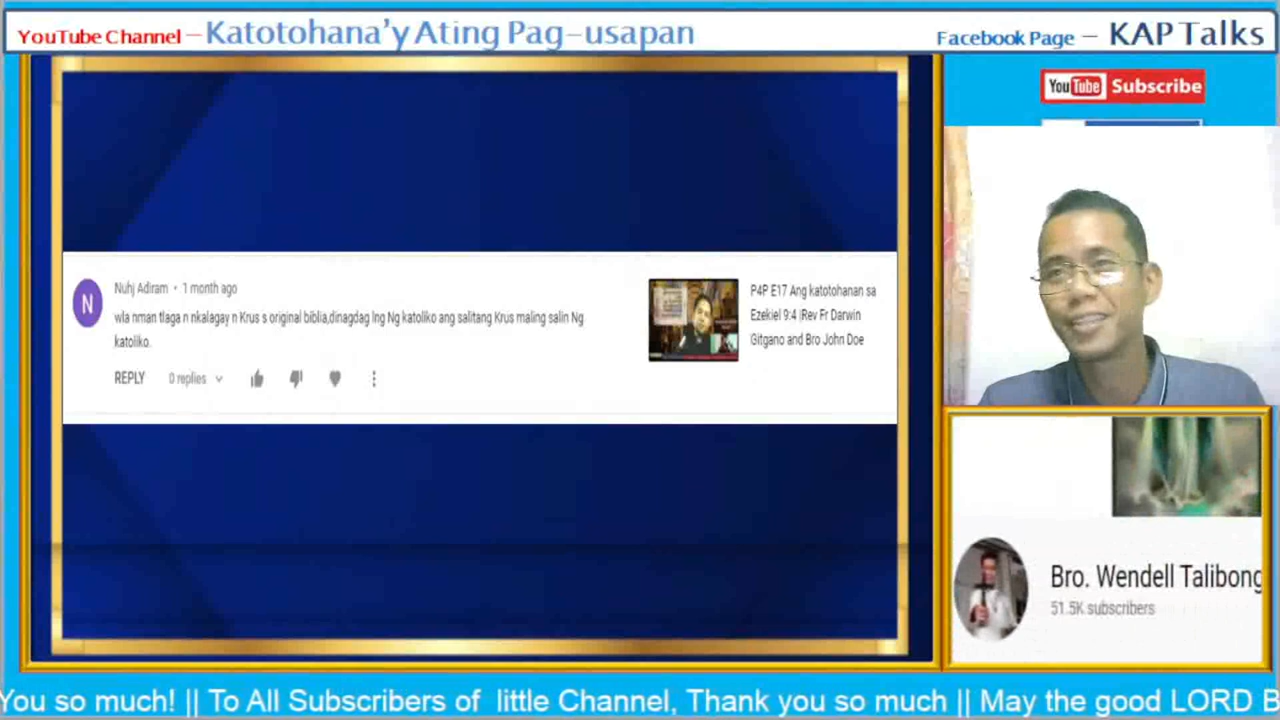 YouTube Channel – Katotohana'y Ating Pag-usapan
Facebook Page – KAP Talks
YouTube Subscribe
N
Nuhj Adiram • 1 month ago
wla nman tlaga n nkalagay n Krus s original biblia,dinagdag lng Ng katoliko ang salitang Krus maling salin Ng
katoliko.
REPLY 0 replies
P4P E17 Ang katotohanan sa
Ezekiel 9:4 |Rev Fr Darwin
Gitgano and Bro John Doe
Bro. Wendell Talibong
51.5K subscribers
You so much! || To All Subscribers of little Channel, Thank you so much || May the good LORD B